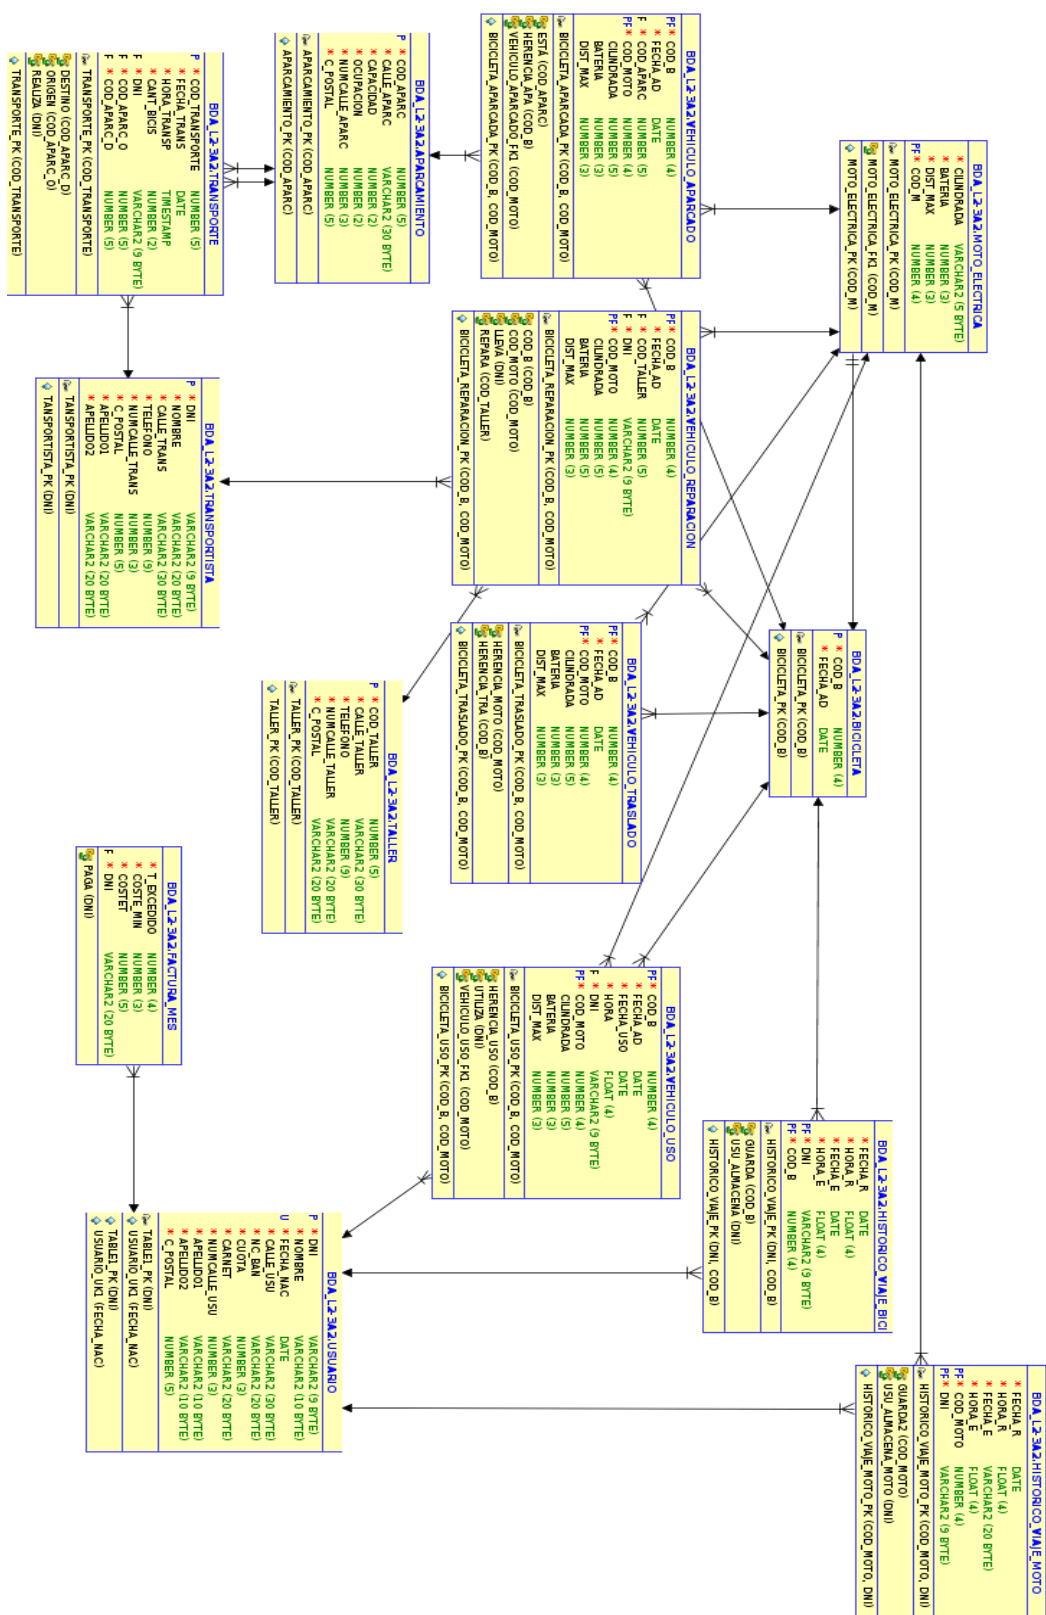 BDA_L2-3A2.MOTO_ELECTRICA
* CILINDRADA VARCHAR2 (5 BYTE)
* BATERIA NUMBER (3)
* DIST_MAX NUMBER (3)
PF* COD_M NUMBER (4)
MOTO_ELECTRICA_PK (COD_M)
MOTO_ELECTRICA_FK1 (COD_M)
MOTO_ELECTRICA_PK (COD_M)
BDA_L2-3A2.BICICLETA
P * COD_B NUMBER (4)
* FECHA_AD DATE
BICICLETA_PK (COD_B)
BICICLETA_PK (COD_B)
BDA_L2-3A2.HISTORICO_VIAJE_BICI
* FECHA_R DATE
* HORA_R FLOAT (4)
* FECHA_E DATE
* HORA_E FLOAT (4)
PF* DNI VARCHAR2 (9 BYTE)
PF* COD_B NUMBER (4)
HISTORICO_VIAJE_PK (DNI, COD_B)
GUARDA (COD_B)
USU_ALMACENA (DNI)
HISTORICO_VIAJE_PK (DNI, COD_B)
BDA_L2-3A2.HISTORICO_VIAJE_MOTO
* FECHA_R DATE
* HORA_R FLOAT (4)
* FECHA_E VARCHAR2 (20 BYTE)
* HORA_E FLOAT (4)
PF* COD_MOTO NUMBER (4)
PF* DNI VARCHAR2 (9 BYTE)
HISTORICO_VIAJE_MOTO_PK (COD_MOTO, DNI)
GUARDA2 (COD_MOTO)
USU_ALMACENA_MOTO (DNI)
HISTORICO_VIAJE_MOTO_PK (COD_MOTO, DNI)
BDA_L2-3A2.VEHICULO_APARCADO
PF* COD_B NUMBER (4)
* FECHA_AD DATE
F * COD_APARC NUMBER (5)
PF* COD_MOTO NUMBER (4)
CILINDRADA NUMBER (5)
BATERIA NUMBER (3)
DIST_MAX NUMBER (3)
BICICLETA_APARCADA_PK (COD_B, COD_MOTO)
ESTÁ (COD_APARC)
HERENCIA_APA (COD_B)
VEHICULO_APARCADO_FK1 (COD_MOTO)
BICICLETA_APARCADA_PK (COD_B, COD_MOTO)
BDA_L2-3A2.VEHICULO_REPARACION
PF* COD_B NUMBER (4)
* FECHA_AD DATE
F * COD_TALLER NUMBER (5)
F * DNI VARCHAR2 (9 BYTE)
PF* COD_MOTO NUMBER (4)
CILINDRADA NUMBER (5)
BATERIA NUMBER (5)
DIST_MAX NUMBER (3)
BICICLETA_REPARACION_PK (COD_B, COD_MOTO)
COD_B (COD_B)
COD_MOTO (COD_MOTO)
LLEVA (DNI)
REPARA (COD_TALLER)
BICICLETA_REPARACION_PK (COD_B, COD_MOTO)
BDA_L2-3A2.VEHICULO_TRASLADO
PF* COD_B NUMBER (4)
* FECHA_AD DATE
PF* COD_MOTO NUMBER (4)
CILINDRADA NUMBER (5)
BATERIA NUMBER (3)
DIST_MAX NUMBER (3)
BICICLETA_TRASLADO_PK (COD_B, COD_MOTO)
HERENCIA_MOTO (COD_MOTO)
HERENCIA_TRA (COD_B)
BICICLETA_TRASLADO_PK (COD_B, COD_MOTO)
BDA_L2-3A2.VEHICULO_USO
PF* COD_B NUMBER (4)
* FECHA_AD DATE
* FECHA_USO DATE
* HORA FLOAT (4)
F * DNI VARCHAR2 (9 BYTE)
PF* COD_MOTO NUMBER (4)
CILINDRADA NUMBER (5)
BATERIA NUMBER (3)
DIST_MAX NUMBER (3)
BICICLETA_USO_PK (COD_B, COD_MOTO)
HERENCIA_USO (COD_B)
UTILIZA (DNI)
VEHICULO_USO_FK1 (COD_MOTO)
BICICLETA_USO_PK (COD_B, COD_MOTO)
BDA_L2-3A2.APARCAMIENTO
P * COD_APARC NUMBER (5)
* CALLE_APARC VARCHAR2 (30 BYTE)
* CAPACIDAD NUMBER (2)
* OCUPACION NUMBER (2)
* NUMCALLE_APARC NUMBER (3)
* C_POSTAL NUMBER (5)
APARCAMIENTO_PK (COD_APARC)
APARCAMIENTO_PK (COD_APARC)
BDA_L2-3A2.TALLER
P * COD_TALLER NUMBER (5)
* CALLE_TALLER VARCHAR2 (30 BYTE)
* TELEFONO NUMBER (9)
* NUMCALLE_TALLER VARCHAR2 (20 BYTE)
* C_POSTAL VARCHAR2 (20 BYTE)
TALLER_PK (COD_TALLER)
TALLER_PK (COD_TALLER)
BDA_L2-3A2.USUARIO
P * DNI VARCHAR2 (9 BYTE)
* NOMBRE VARCHAR2 (10 BYTE)
U * FECHA_NAC DATE
* CALLE_USU VARCHAR2 (30 BYTE)
* NC_BAN VARCHAR2 (20 BYTE)
* CUOTA NUMBER (3)
* CARNET VARCHAR2 (20 BYTE)
* NUMCALLE_USU NUMBER (3)
* APELLIDO1 VARCHAR2 (10 BYTE)
* APELLIDO2 VARCHAR2 (10 BYTE)
* C_POSTAL NUMBER (5)
TABLE1_PK (DNI)
USUARIO_UK1 (FECHA_NAC)
TABLE1_PK (DNI)
USUARIO_UK1 (FECHA_NAC)
BDA_L2-3A2.TRANSPORTE
P * COD_TRANSPORTE NUMBER (5)
* FECHA_TRANS DATE
* HORA_TRANSP TIMESTAMP
* CANT_BICIS NUMBER (2)
F * DNI VARCHAR2 (9 BYTE)
F * COD_APARC_O NUMBER (5)
F * COD_APARC_D NUMBER (5)
TRANSPORTE_PK (COD_TRANSPORTE)
DESTINO (COD_APARC_D)
ORIGEN (COD_APARC_O)
REALIZA (DNI)
TRANSPORTE_PK (COD_TRANSPORTE)
BDA_L2-3A2.TRANSPORTISTA
P * DNI VARCHAR2 (9 BYTE)
* NOMBRE VARCHAR2 (20 BYTE)
* CALLE_TRANS VARCHAR2 (30 BYTE)
* TELEFONO NUMBER (9)
* NUMCALLE_TRANS NUMBER (3)
* C_POSTAL NUMBER (5)
* APELLIDO1 VARCHAR2 (20 BYTE)
* APELLIDO2 VARCHAR2 (20 BYTE)
TANSPORTISTA_PK (DNI)
TANSPORTISTA_PK (DNI)
BDA_L2-3A2.FACTURA_MES
* T_EXCEDIDO NUMBER (4)
* COSTE_MIN NUMBER (3)
* COSTET NUMBER (5)
F * DNI VARCHAR2 (20 BYTE)
PAGA (DNI)